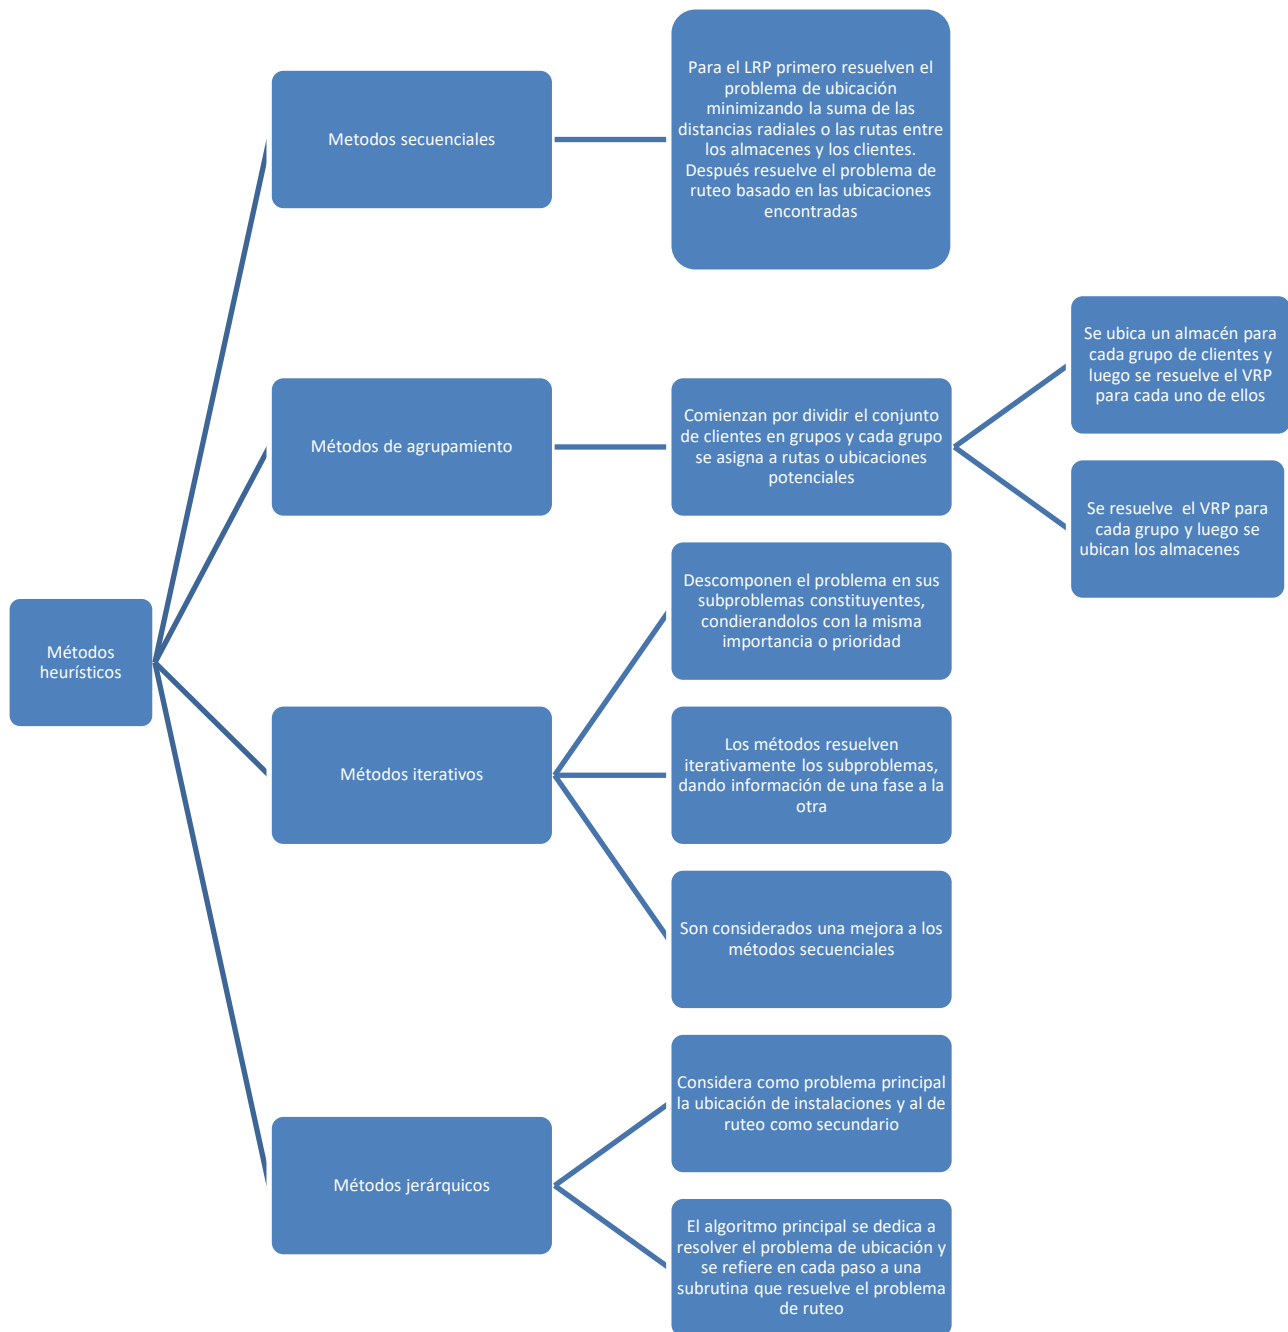 Para el LRP primero resuelven el
problema de ubicación
minimizando la suma de las
distancias radiales o las rutas entre
los almacenes y los clientes.
Después resuelve el problema de
ruteo basado en las ubicaciones
encontradas
Metodos secuenciales
Se ubica un almacén para
cada grupo de clientes y
luego se resuelve el VRP
para cada uno de ellos
Métodos de agrupamiento
Comienzan por dividir el conjunto
de clientes en grupos y cada grupo
se asigna a rutas o ubicaciones
potenciales
Se resuelve  el VRP para
cada grupo y luego se
ubican los almacenes
Descomponen el problema en sus
subproblemas constituyentes,
condierandolos con la misma
importancia o prioridad
Métodos
heurísticos
Métodos iterativos
Los métodos resuelven
iterativamente los subproblemas,
dando información de una fase a la
otra
Son considerados una mejora a los
métodos secuenciales
Considera como problema principal
la ubicación de instalaciones y al de
ruteo como secundario
Métodos jerárquicos
El algoritmo principal se dedica a
resolver el problema de ubicación y
se refiere en cada paso a una
subrutina que resuelve el problema
de ruteo